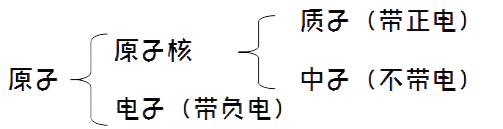 质子（带正电）
原子核
原子
中子（不带电）
电子（带负电）